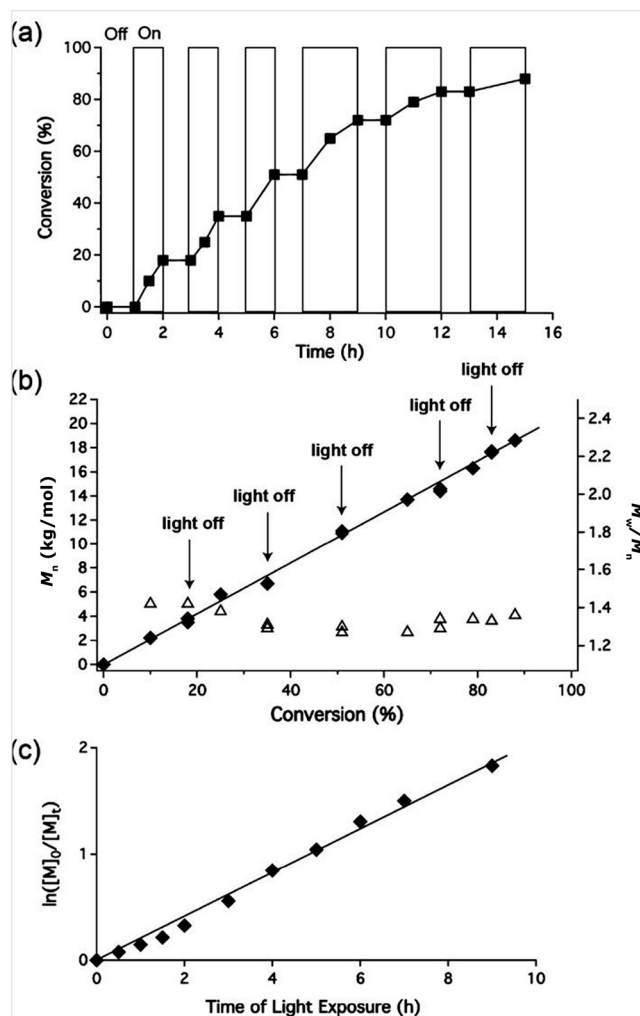 (a)
Off On
100
80
60
40
20
0
Conversion (%)
0 2 4 6 8 10 12 14 16
Time (h)
(b)
light off
light off
light off
light off
light off
22
20
18
16
14
12
10
8
6
4
2
0
Mn (kg/mol)
2.4
2.2
2.0
1.8
1.6
1.4
1.2
Mw/Mn
0 20 40 60 80 100
Conversion (%)
(c)
2
1
0
ln([M]0/[M]t)
0 2 4 6 8 10
Time of Light Exposure (h)